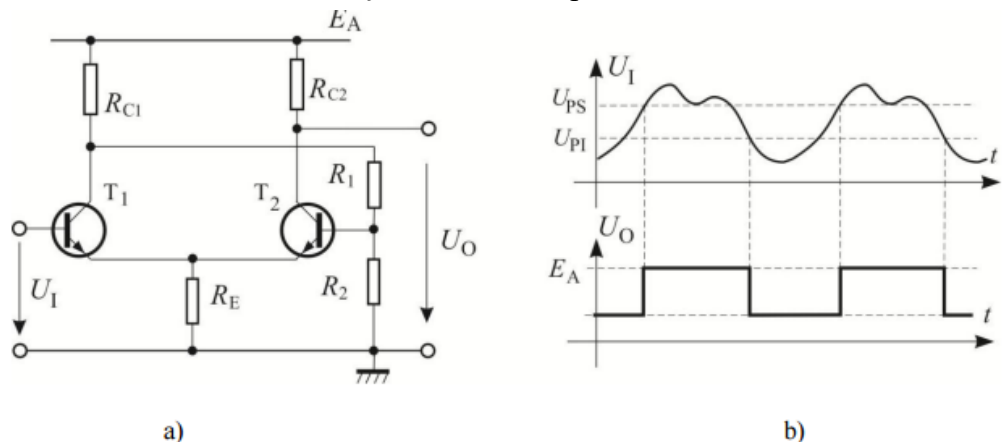 E_A
R_C1
R_C2
R_1
T_1
T_2
U_O
U_I
R_E
R_2
a)
U_I
U_PS
U_PI
t
U_O
E_A
t
b)